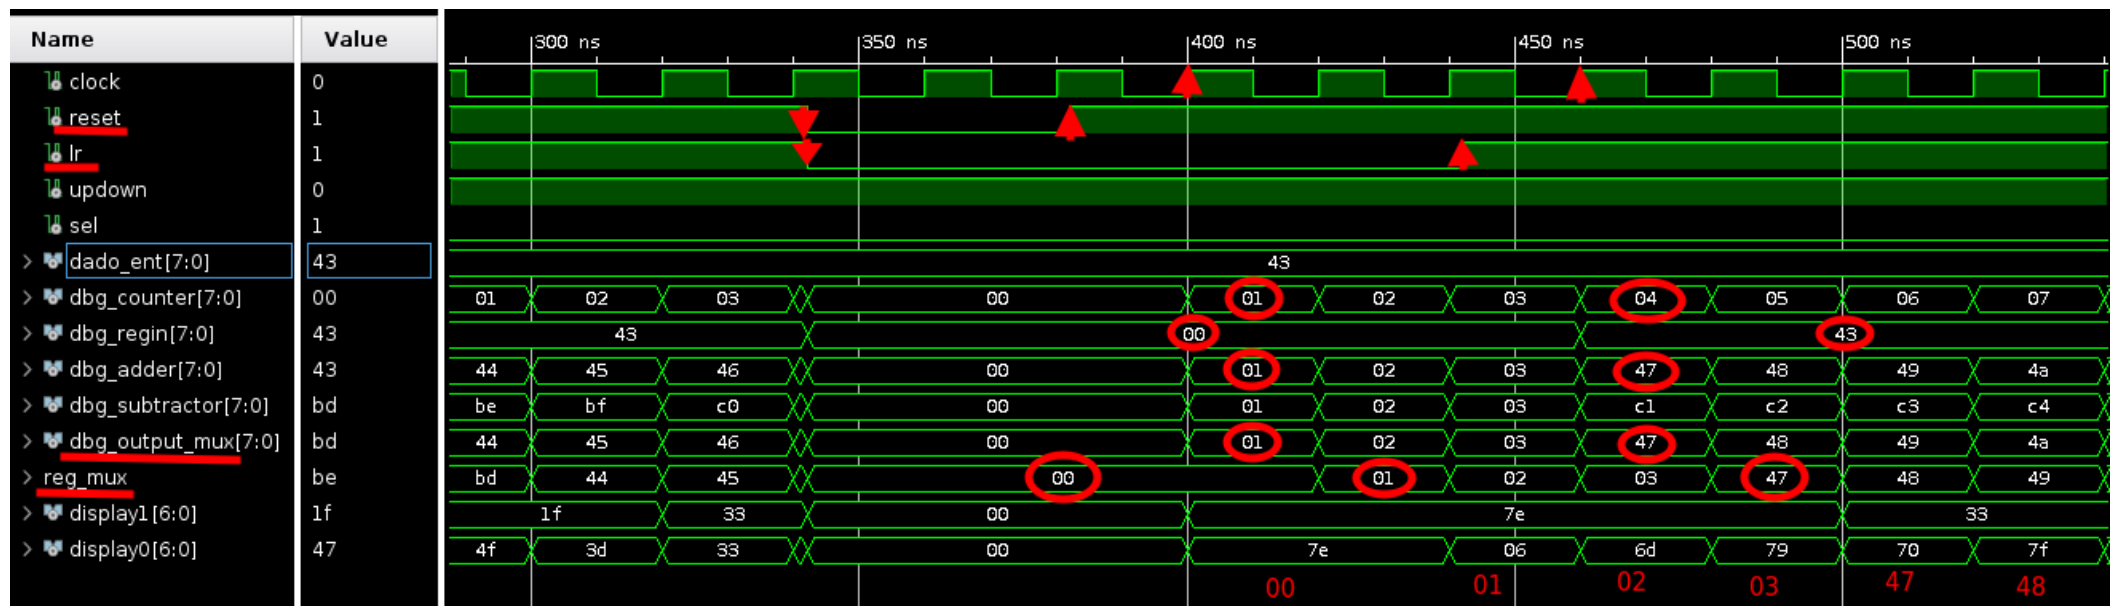 Name Value 300 ns 350 ns 400 ns 450 ns 500 ns
clock 0
reset 1
lr 1
updown 0
sel 1
dado_ent[7:0] 43 43
dbg_counter[7:0] 00 01 02 03 00 01 02 03 04 05 06 07
dbg_regin[7:0] 43 43 00 43
dbg_adder[7:0] 43 44 45 46 00 01 02 03 47 48 49 4a
dbg_subtractor[7:0] bd be bf c0 00 01 02 03 c1 c2 c3 c4
dbg_output_mux[7:0] bd 44 45 46 00 01 02 03 47 48 49 4a
reg_mux be bd 44 45 00 01 02 03 47 48 49
display1[6:0] 1f 1f 33 00 7e 33
display0[6:0] 47 4f 3d 33 00 7e 06 6d 79 70 7f
00 01 02 03 47 48